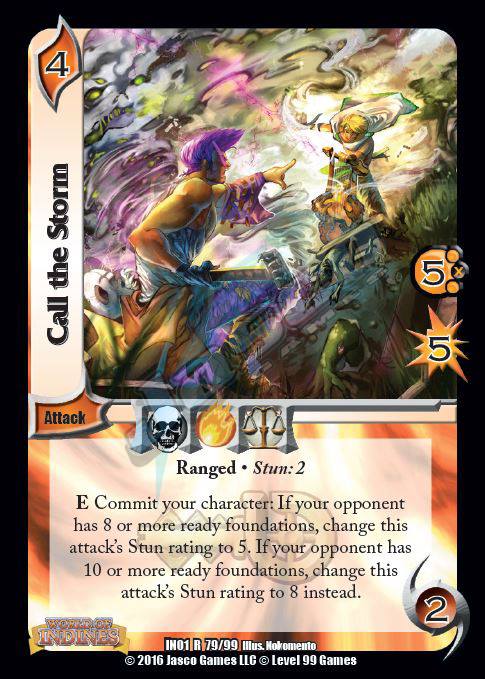 4
Call the Storm
5
5
Attack
Ranged • Stun: 2
E Commit your character: If your opponent
has 8 or more ready foundations, change this
attack's Stun rating to 5. If your opponent has
10 or more ready foundations, change this
attack's Stun rating to 8 instead.
2
WORLD OF
INDINES
IN01 R 79/99 Illus. Nokomento
© 2016 Jasco Games LLC © Level 99 Games